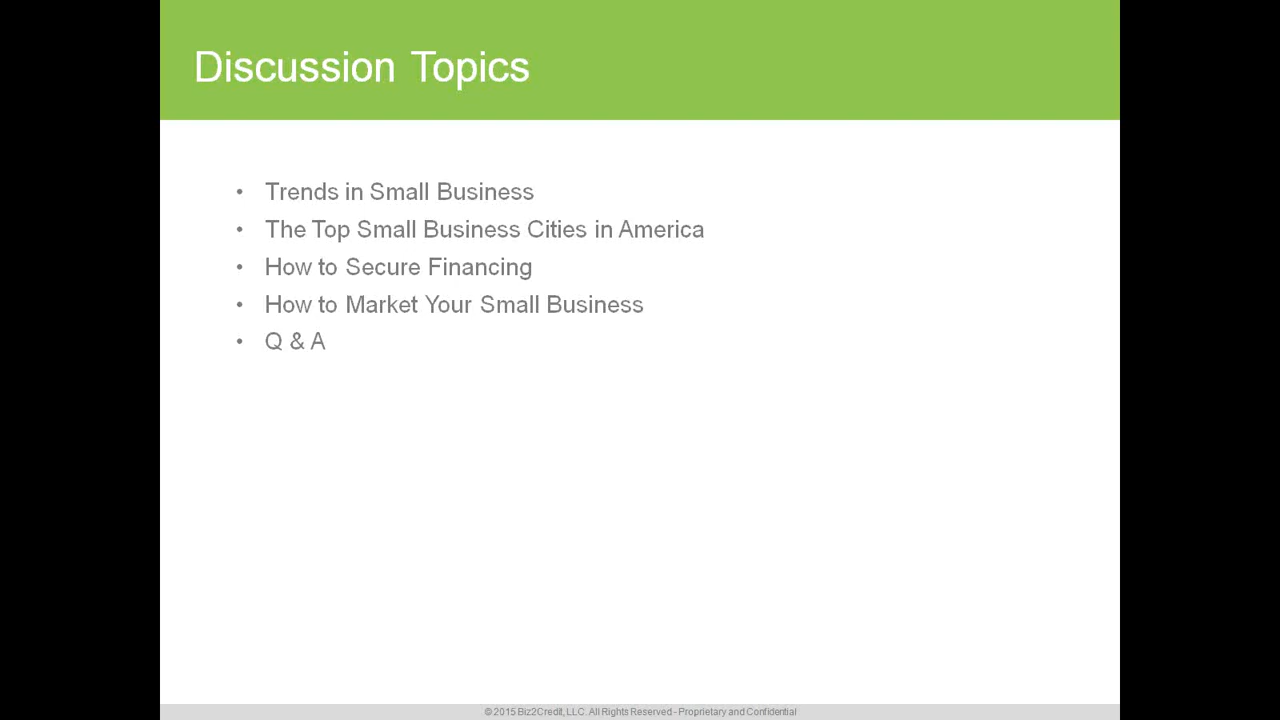 Discussion Topics
• Trends in Small Business
• The Top Small Business Cities in America
• How to Secure Financing
• How to Market Your Small Business
• Q & A
© 2015 Biz2Credit, LLC. All Rights Reserved - Proprietary and Confidential